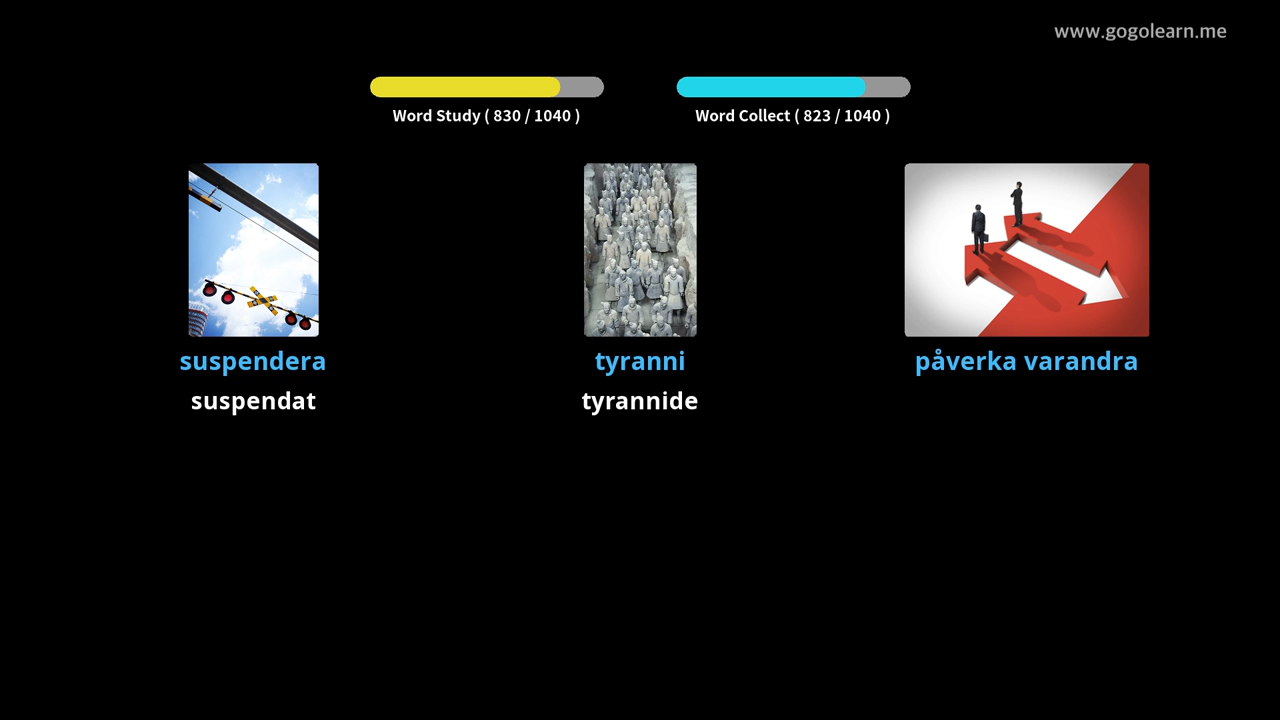 www.gogolearn.me
Word Study ( 830 / 1040 )
Word Collect ( 823 / 1040 )
suspendera
suspendat
tyranni
tyrannide
påverka varandra